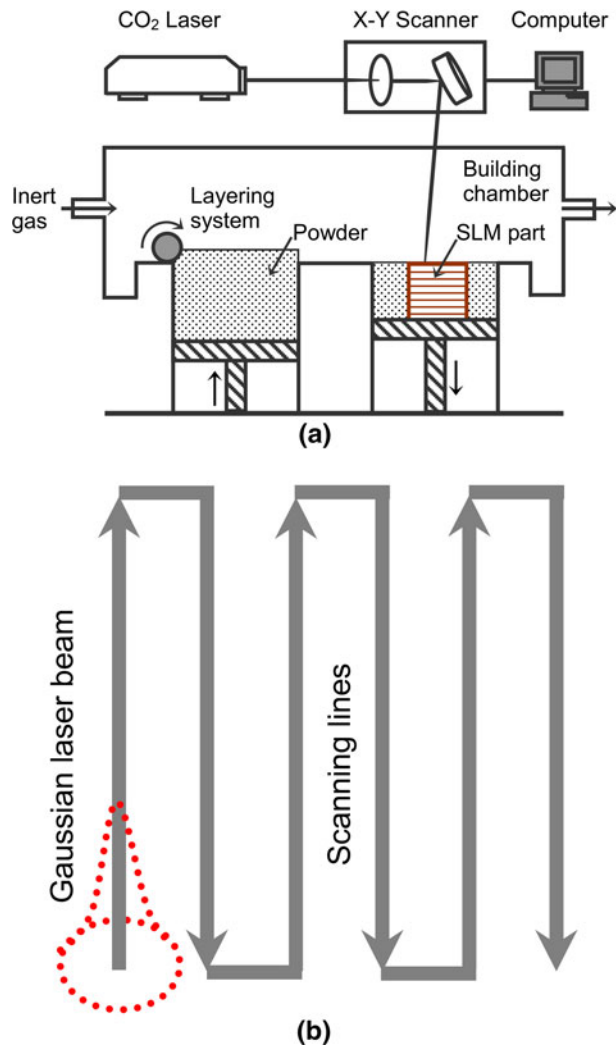 CO₂ Laser
X-Y Scanner
Computer
Inert
gas
Layering
system
Powder
Building
chamber
SLM part
(a)
Gaussian laser beam
Scanning lines
(b)